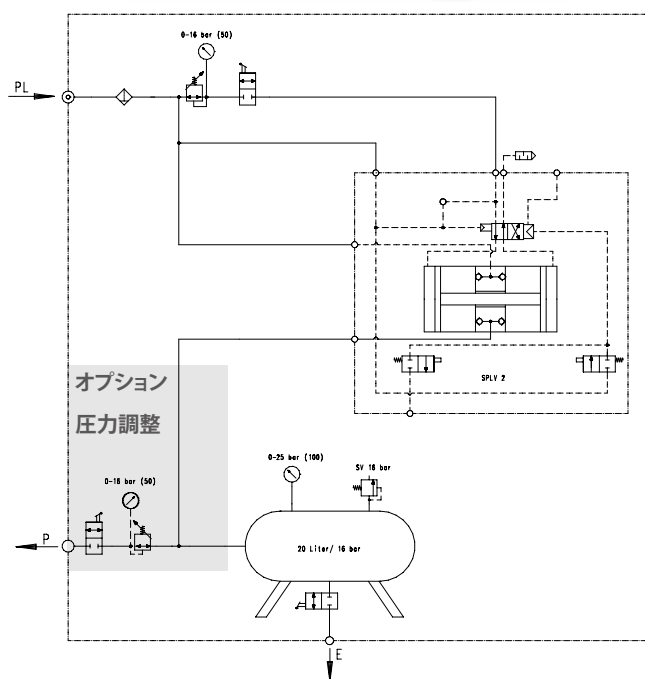 0-16 bar (50)
PL
SPLV 2
オプション
圧力調整
0-16 bar (50)
0-25 bar (100)
SV 16 bar
P
20 Liter/ 16 bar
E